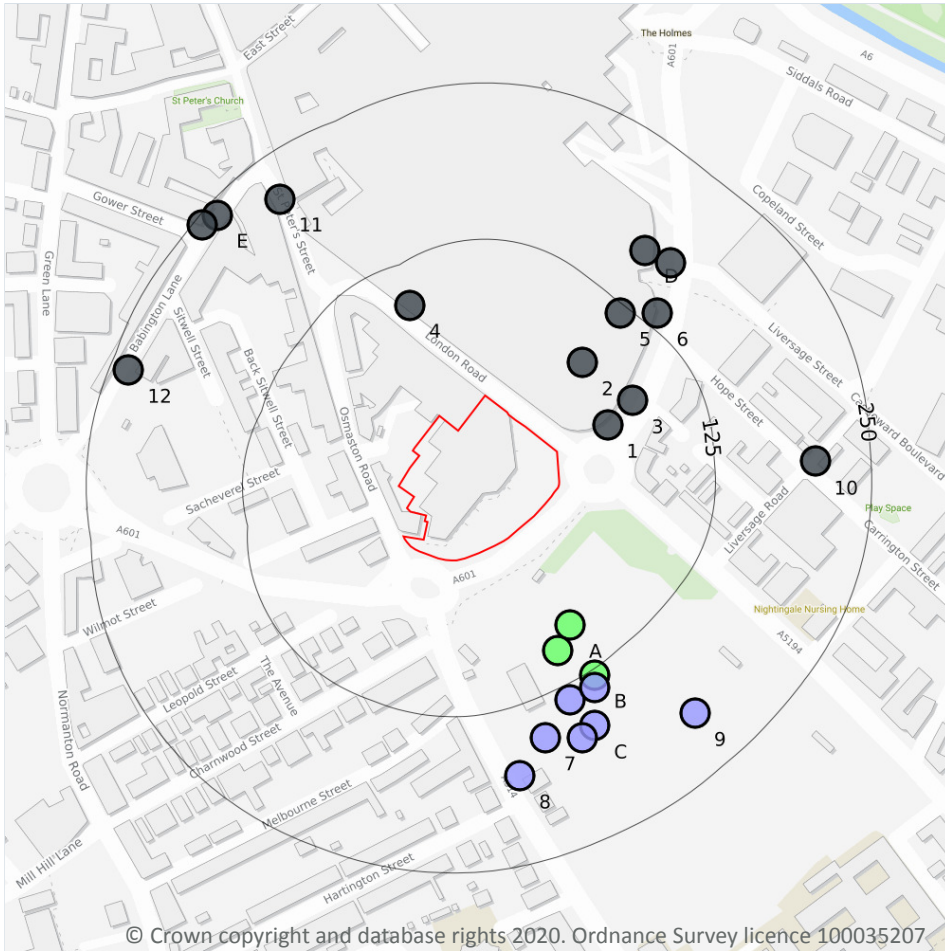 The Holmes
East Street
A601
A6
Siddals Road
St Peter's Church
Gower Street
Copeland Street
11
E
St Peter's Street
D
Green Lane
Babington Lane
Sitwell Street
4
5
6
London Road
Liversage Street
Back Sitwell Street
12
2
Hope Street
3
250
125
1
Osmaston Road
10
Sacheverel Street
Liversage Road
Play Space
Carrington Street
A601
A601
Wilmot Street
Nightingale Nursing Home
A5194
Leopold Street
The Avenue
A
B
Normanton Road
Charnwood Street
9
C
7
Melbourne Street
8
Mill Hill Lane
Hartington Street
© Crown copyright and database rights 2020. Ordnance Survey licence 100035207.